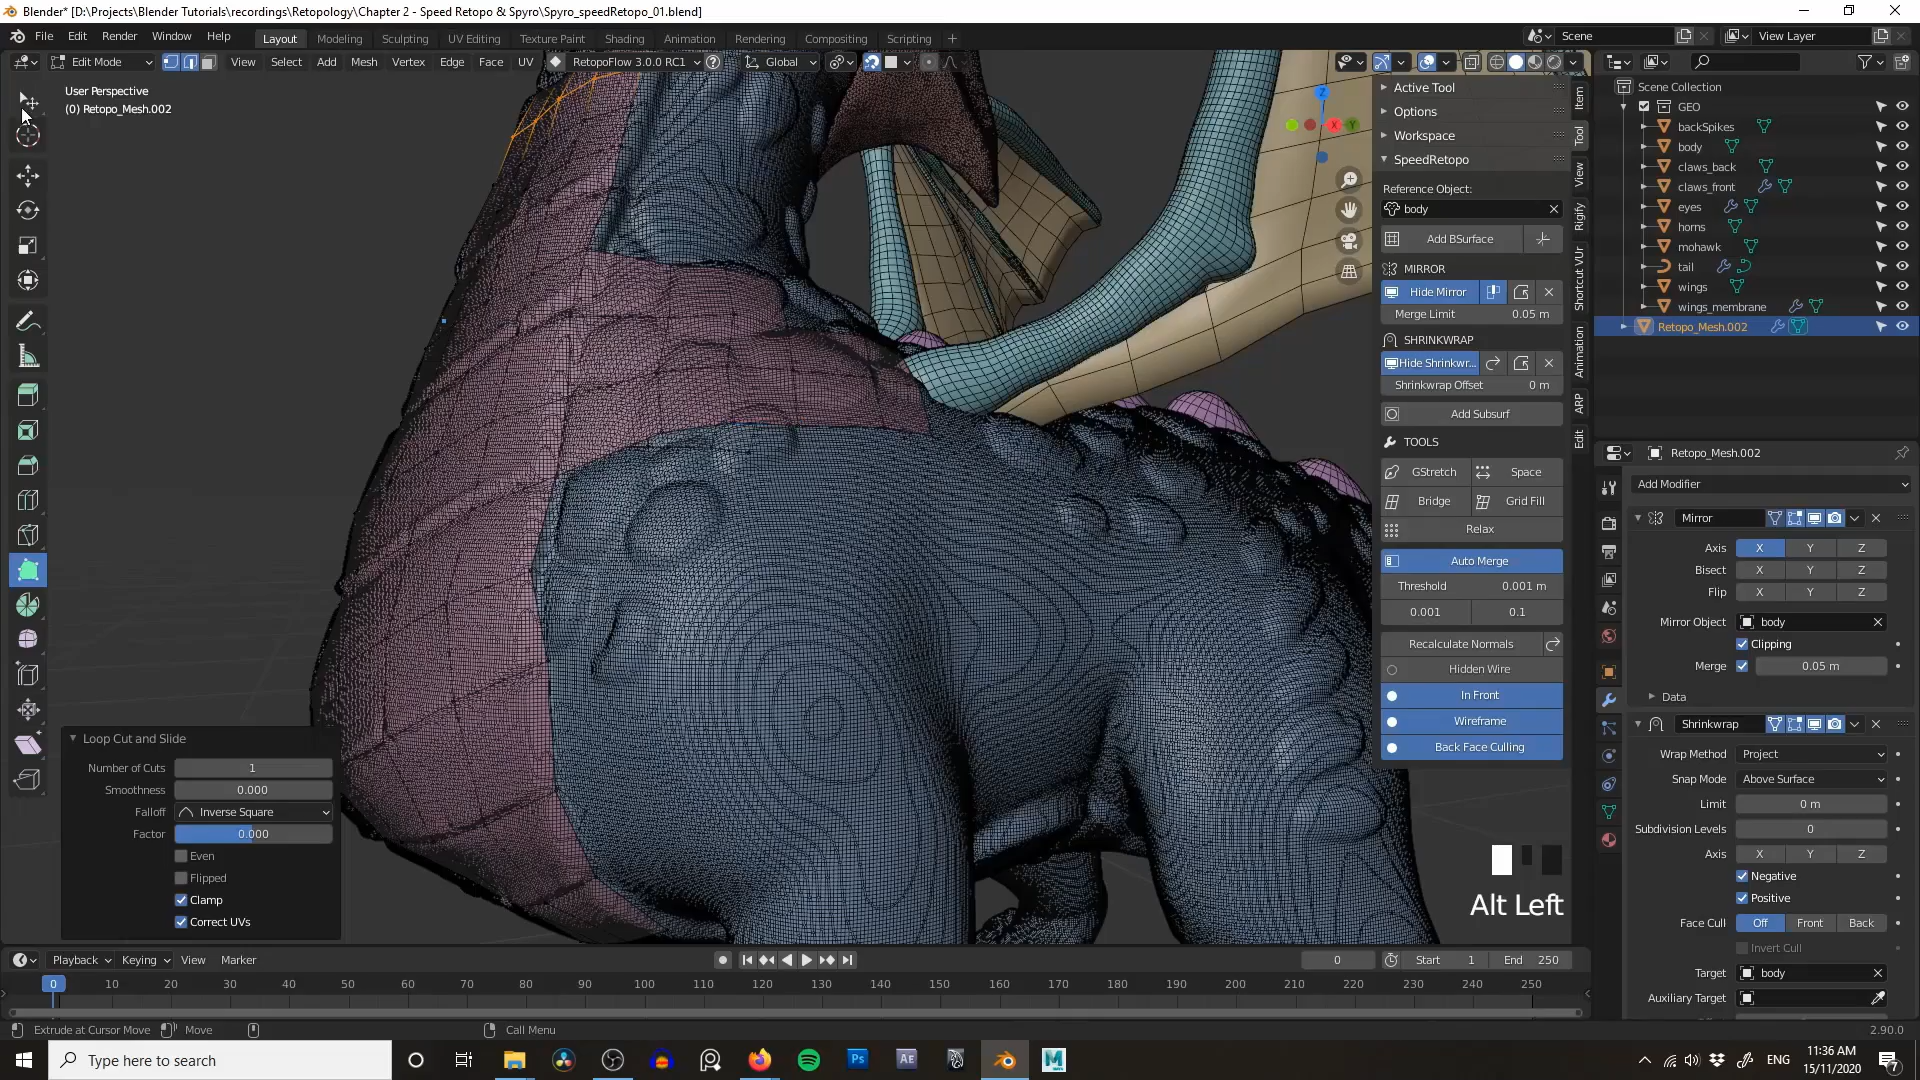 Blender* [D:\Projects\Blender Tutorials\recordings\Retopology\Chapter 2 - Speed Retopo & Spyro\Spyro_speedRetopo_01.blend]
File Edit Render Window Help
Layout Modeling Sculpting UV Editing Texture Paint Shading Animation Rendering Compositing Scripting +
Scene
View Layer
Edit Mode View Select Add Mesh Vertex Edge Face UV RetopoFlow 3.0.0 RC1 Global
User Perspective
(0) Retopo_Mesh.002
Active Tool
Options
Workspace
SpeedRetopo
Reference Object:
body
Add BSurface
MIRROR
Hide Mirror
Merge Limit 0.05 m
SHRINKWRAP
Hide Shrinkwr...
Shrinkwrap Offset 0 m
Add Subsurf
TOOLS
GStretch Space
Bridge Grid Fill
Relax
Auto Merge
Threshold 0.001 m
0.001 0.1
Recalculate Normals
Hidden Wire
In Front
Wireframe
Back Face Culling
Item
Tool
View
Rigify
Shortcut VUr
Animation
ARP
Edit
X
Y
Z
Scene Collection
GEO
backSpikes
body
claws_back
claws_front
eyes
horns
mohawk
tail
wings
wings_membrane
Retopo_Mesh.002
Retopo_Mesh.002
Add Modifier
Mirror
Axis X Y Z
Bisect X Y Z
Flip X Y Z
Mirror Object body
Clipping
Merge 0.05 m
Data
Shrinkwrap
Wrap Method Project
Snap Mode Above Surface
Limit 0 m
Subdivision Levels 0
Axis X Y Z
Negative
Positive
Face Cull Off Front Back
Invert Cull
Target body
Auxiliary Target
Loop Cut and Slide
Number of Cuts 1
Smoothness 0.000
Falloff Inverse Square
Factor 0.000
Even
Flipped
Clamp
Correct UVs
Alt Left
Playback Keying View Marker
0 Start 1 End 250
0 10 20 30 40 50 60 70 80 90 100 110 120 130 140 150 160 170 180 190 200 210 220 230 240 250
Extrude at Cursor Move Move Call Menu 2.90.0
Type here to search
Ps
Ae
M
ENG
11:36 AM
15/11/2020
7